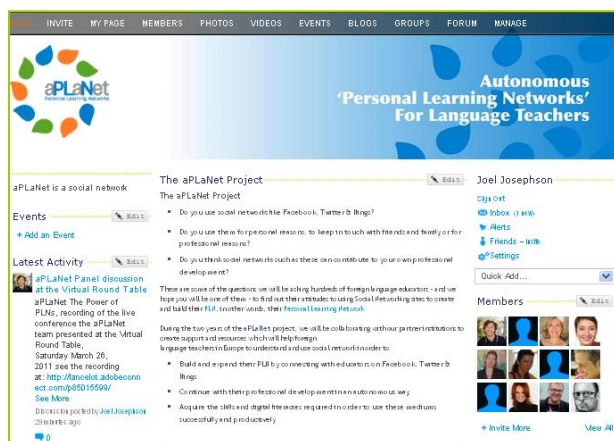 INVITE MY PAGE MEMBERS PHOTOS VIDEOS EVENTS BLOGS GROUPS FORUM MANAGE
aPLaNet
Personal Learning Networks
Autonomous
'Personal Learning Networks'
For Language Teachers
aPLaNet is a social network
Events
Edit
+ Add an Event
Latest Activity
Edit
aPLaNet Panel discussion
at the Virtual Round Table
aPLaNet The Power of
PLNs, recording of the live
conference the aPLaNet
team presented at the Virtual
Round Table,
Saturday March 26,
2011 see the recording
at: http://lancelot.adobeconn
ect.com/p85015599/
See More
Discussion posted by Joel Josephson
29 minutes ago
0
The aPLaNet Project
Edit
The aPLaNet Project
Do you use social networks like Facebook, Twitter & Nings?
Do you use them for personal reasons, to keep in touch with friends and family or for
professional reasons?
Do you think social networks such as these can contribute to your own professional
development?
These are some of the questions we will be asking hundreds of foreign language educators - and we
hope you will be one of them - to find out their attitudes to using Social Networking sites to create
and build their PLN, in other words, their Personal Learning Network
During the two years of the aPLaNet project, we will be collaborating with our partner institutions to
create support and resources which will help foreign
language teachers in Europe to understand and use social networks in order to:
Build and expand their PLN by connecting with educators on Facebook, Twitter &
Nings
Continue with their professional development in an autonomous way
Acquire the skills and digital literacies required in order to use these mediums
successfully and productively
Joel Josephson
Sign Out
Inbox (1 new)
Alerts
Friends - Invite
Settings
Quick Add...
Members
Edit
+ Invite More
View All